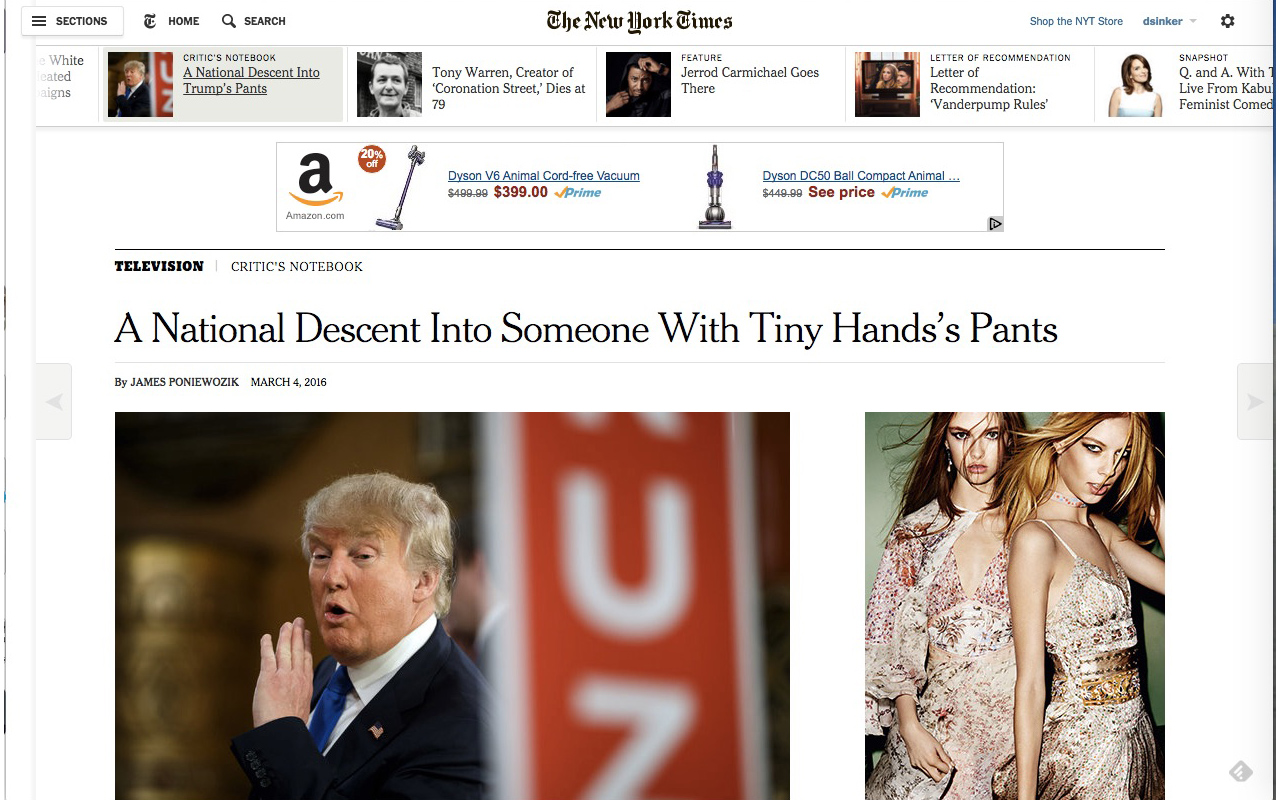 SECTIONS HOME SEARCH The New York Times Shop the NYT Store dsinker
e White
icated
aigns
CRITIC'S NOTEBOOK
A National Descent Into
Trump's Pants
Tony Warren, Creator of
'Coronation Street,' Dies at
79
FEATURE
Jerrod Carmichael Goes
There
LETTER OF RECOMMENDATION
Letter of
Recommendation:
'Vanderpump Rules'
SNAPSHOT
Q. and A. With T
Live From Kabu
Feminist Comed
a
Amazon.com
20%
off
Dyson V6 Animal Cord-free Vacuum
$499.99 $399.00 Prime
Dyson DC50 Ball Compact Animal ...
$449.99 See price Prime
TELEVISION | CRITIC'S NOTEBOOK
A National Descent Into Someone With Tiny Hands's Pants
By JAMES PONIEWOZIK MARCH 4, 2016